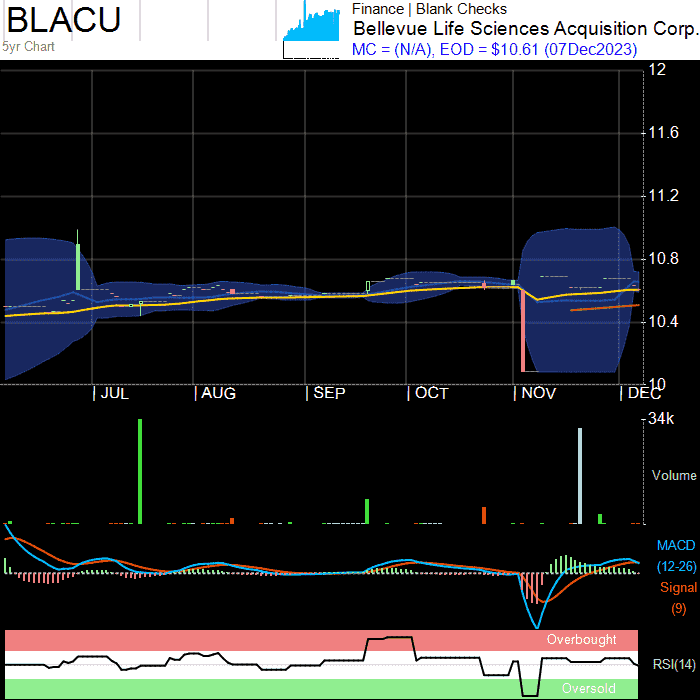 BLACU
5yr Chart
Finance | Blank Checks
Bellevue Life Sciences Acquisition Corp.
MC = (N/A), EOD = $10.61 (07Dec2023)
12
11.6
11.2
10.8
10.4
10
JUL AUG SEP OCT NOV DEC
34k
Volume
MACD
(12-26)
Signal
(9)
Overbought
RSI(14)
Oversold